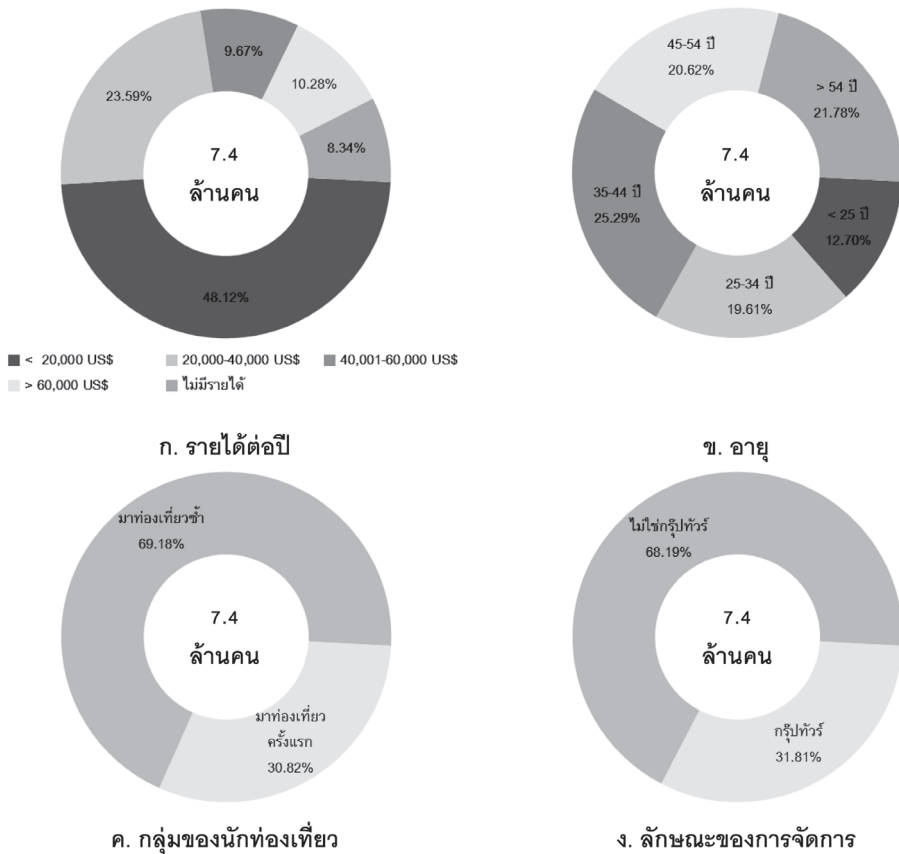 9.67%
10.28%
23.59%
8.34%
7.4
ล้านคน
48.12%
< 20,000 US$
20,000-40,000 US$
40,001-60,000 US$
> 60,000 US$
ไม่มีรายได้
ก. รายได้ต่อปี
45-54 ปี
20.62%
> 54 ปี
21.78%
7.4
ล้านคน
35-44 ปี
25.29%
< 25 ปี
12.70%
25-34 ปี
19.61%
ข. อายุ
มาท่องเที่ยวซ้ำ
69.18%
7.4
ล้านคน
มาท่องเที่ยว
ครั้งแรก
30.82%
ค. กลุ่มของนักท่องเที่ยว
ไม่ใช่กรุ๊ปทัวร์
68.19%
7.4
ล้านคน
กรุ๊ปทัวร์
31.81%
ง. ลักษณะของการจัดการ